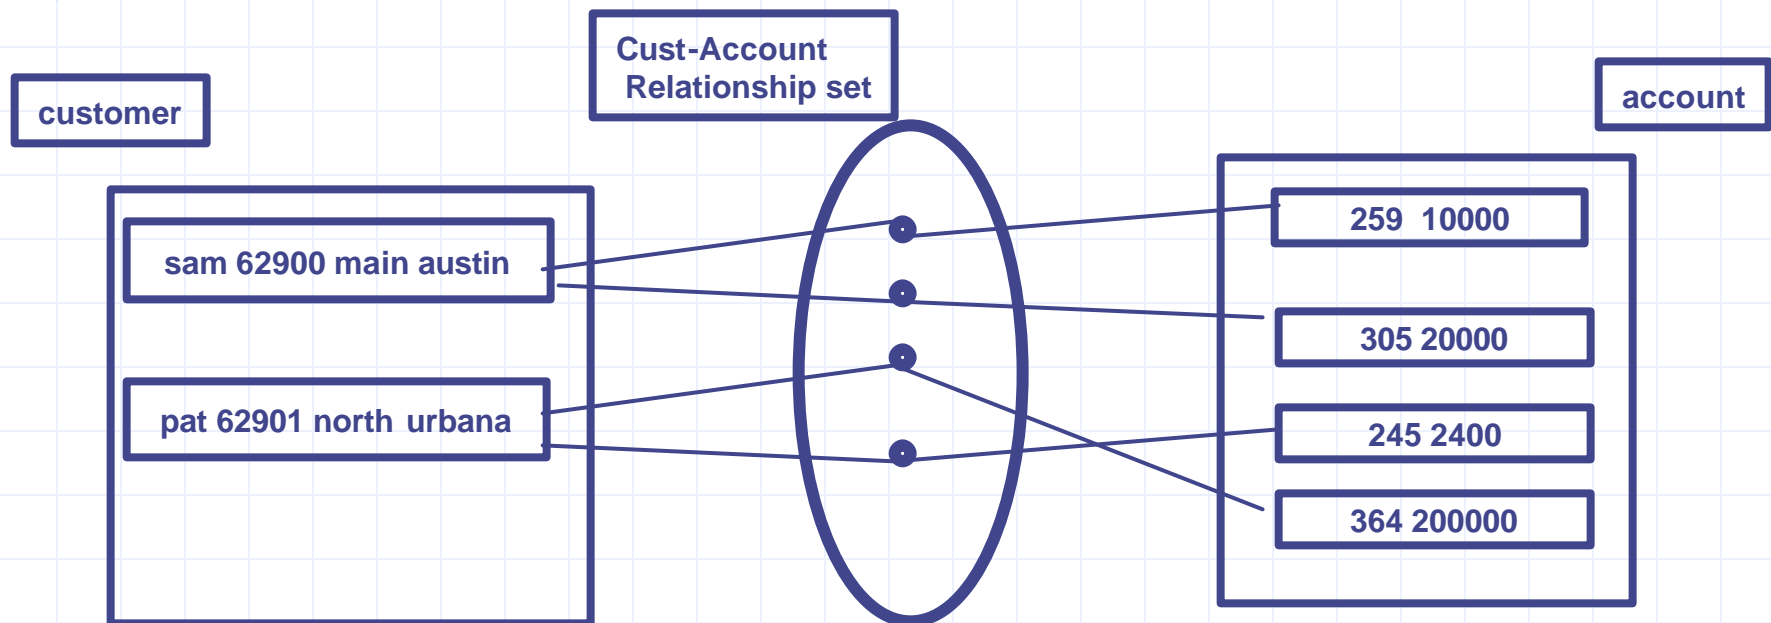 Cust-Account
Relationship set
customer
account
sam 62900 main austin
259 10000
305 20000
pat 62901 north urbana
245 2400
364 200000